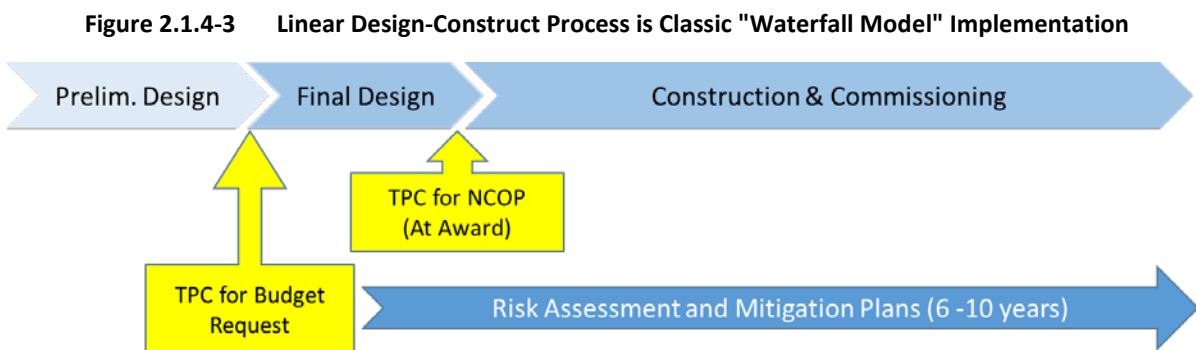 Figure 2.1.4-3 Linear Design-Construct Process is Classic "Waterfall Model" Implementation
Prelim. Design
Final Design
Construction & Commissioning
TPC for NCOP
(At Award)
TPC for Budget
Request
Risk Assessment and Mitigation Plans (6 -10 years)